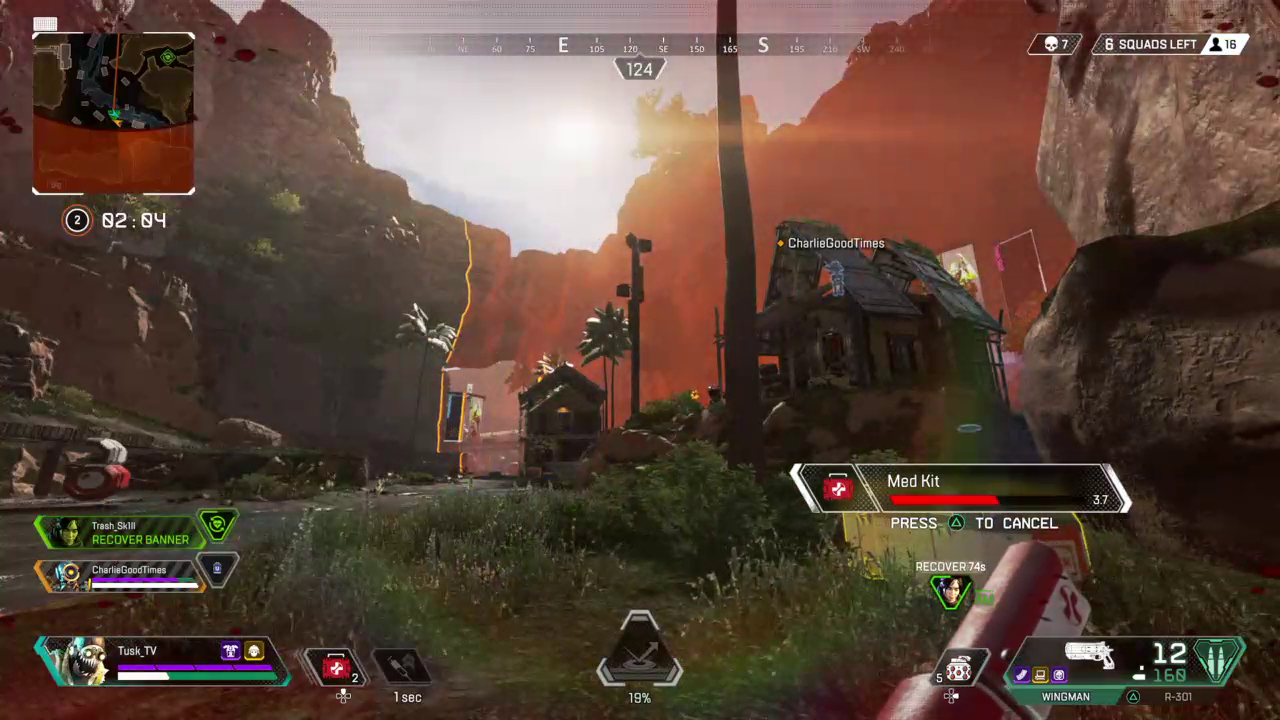 NE 60 75 E 105 120 SE 150 165 S 195 210 SW 240
124
7
6 SQUADS LEFT 16
2 02:04
CharlieGoodTimes
Med Kit
3.7
PRESS TO CANCEL
RECOVER 74s
Trash_Sk1ll
RECOVER BANNER
CharlieGoodTimes
Tusk_TV
2
1 sec
19%
5
12
160
WINGMAN
R-301